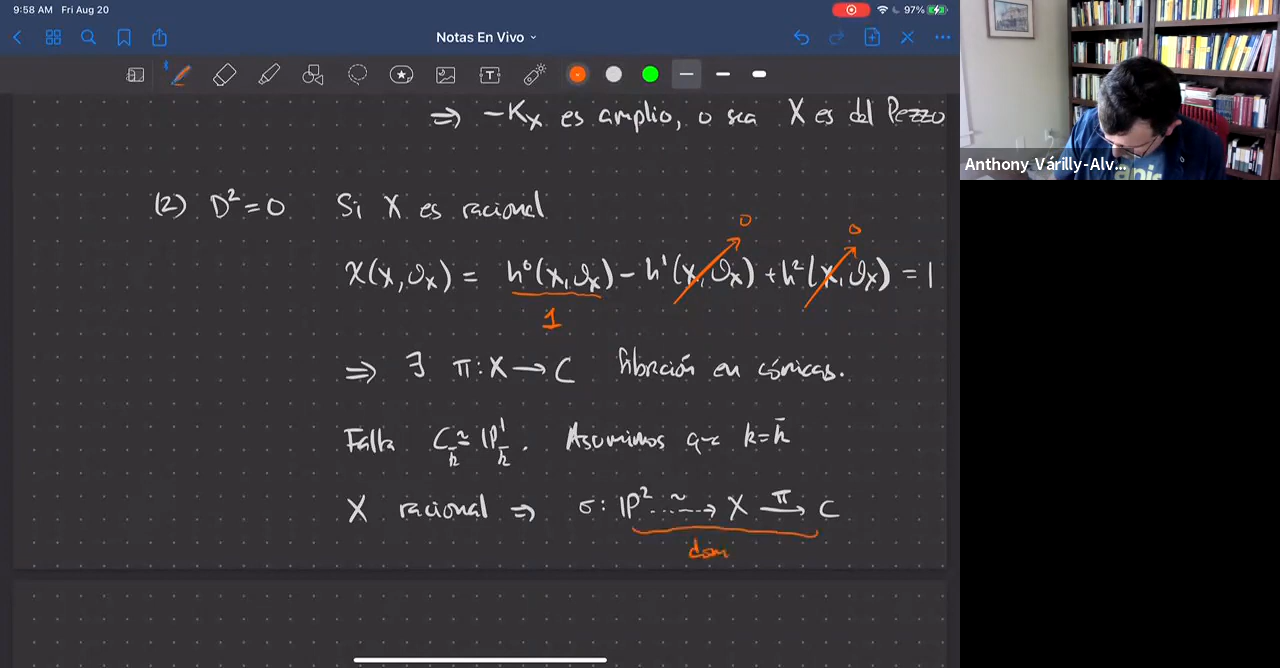 9:58 AM Fri Aug 20
97%
Notas En Vivo
⇒ -K_X es amplio, o sea X es del Pezzo
Anthony Várilly-Alv...
(2) D² = 0 Si X es racional
0 0
χ(X, O_X) = h⁰(X, O_X) - h¹(X, O_X) + h²(X, O_X) = 1
1
⇒ ∃ π: X → C fibración en cónicas.
Falta C_k̄ ≃ ℙ¹_k̄. Asumimos que k = k̄
X racional ⇒ σ: ℙ² ⇢ X → C
~ π
dom